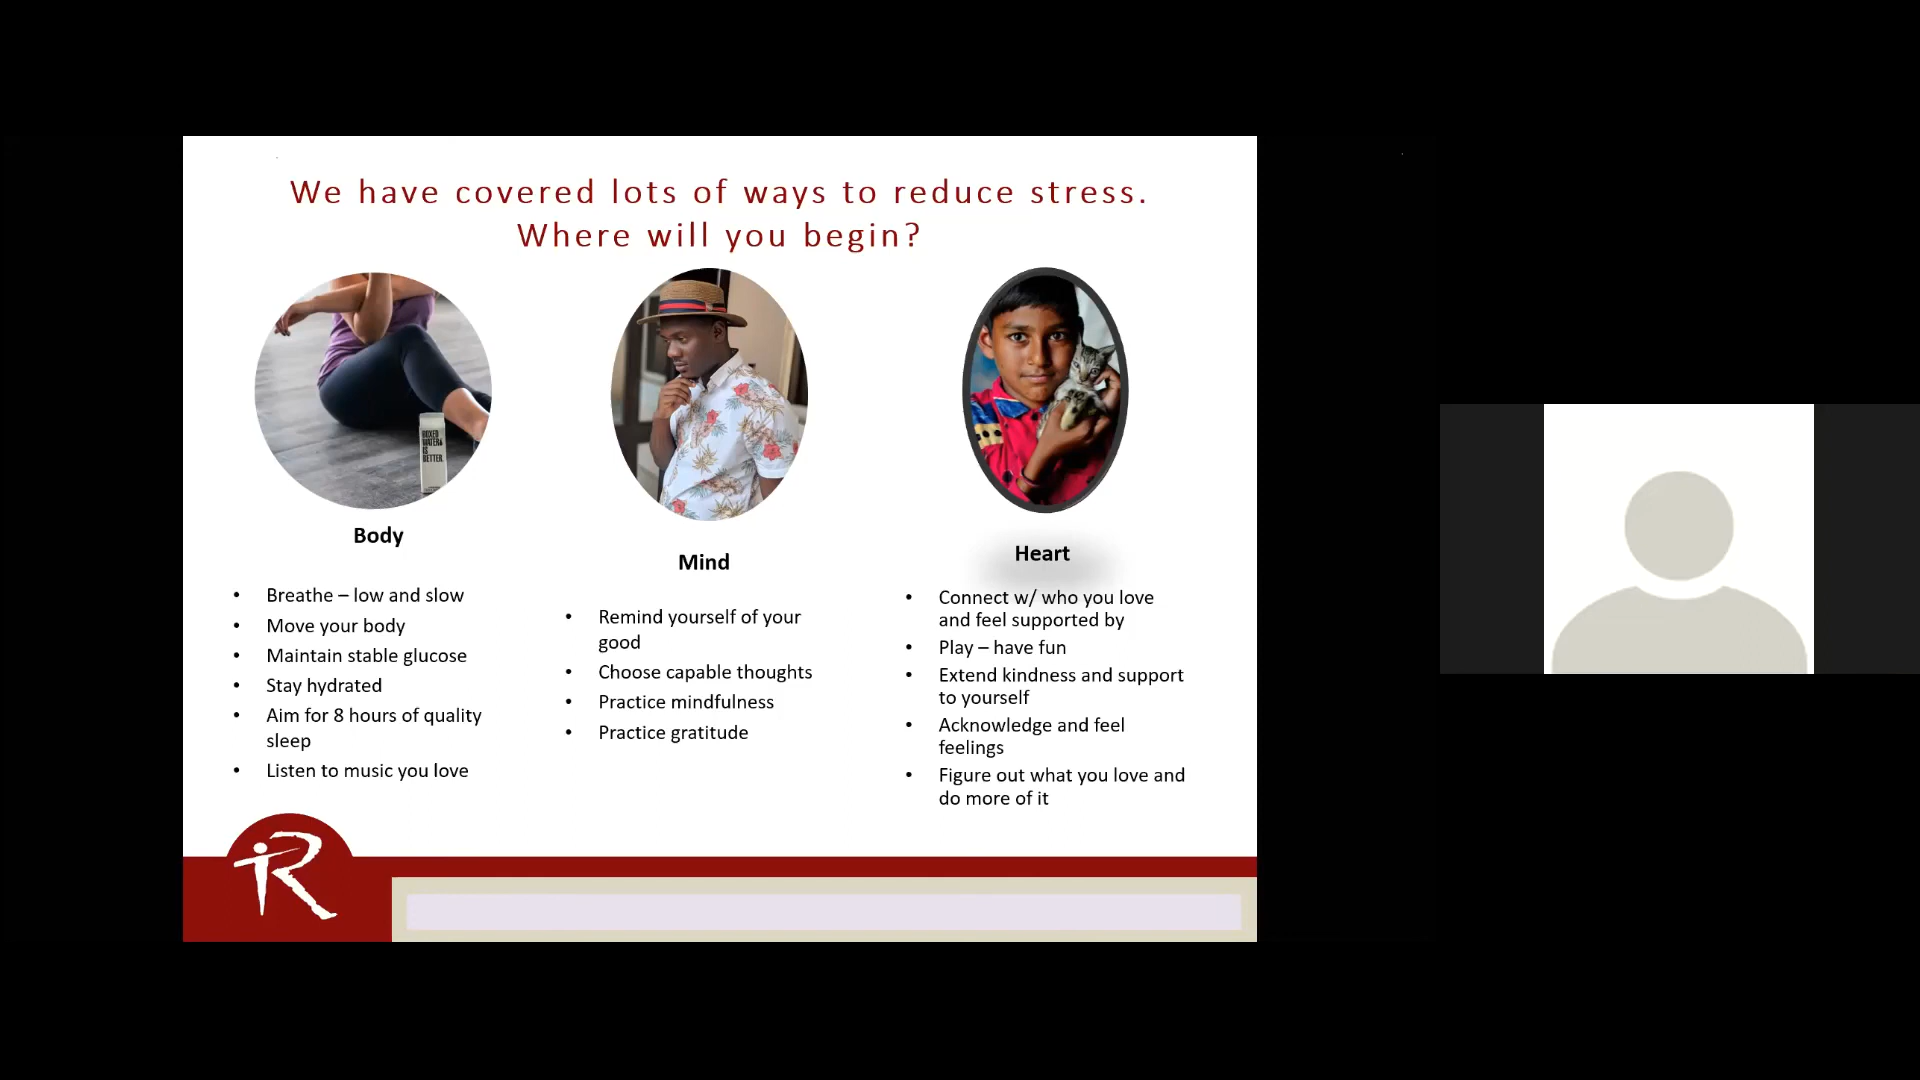 We have covered lots of ways to reduce stress.
Where will you begin?
BOXED
WATER
IS
BETTER.
Body
• Breathe – low and slow
• Move your body
• Maintain stable glucose
• Stay hydrated
• Aim for 8 hours of quality
sleep
• Listen to music you love
Mind
• Remind yourself of your
good
• Choose capable thoughts
• Practice mindfulness
• Practice gratitude
Heart
• Connect w/ who you love
and feel supported by
• Play – have fun
• Extend kindness and support
to yourself
• Acknowledge and feel
feelings
• Figure out what you love and
do more of it
R